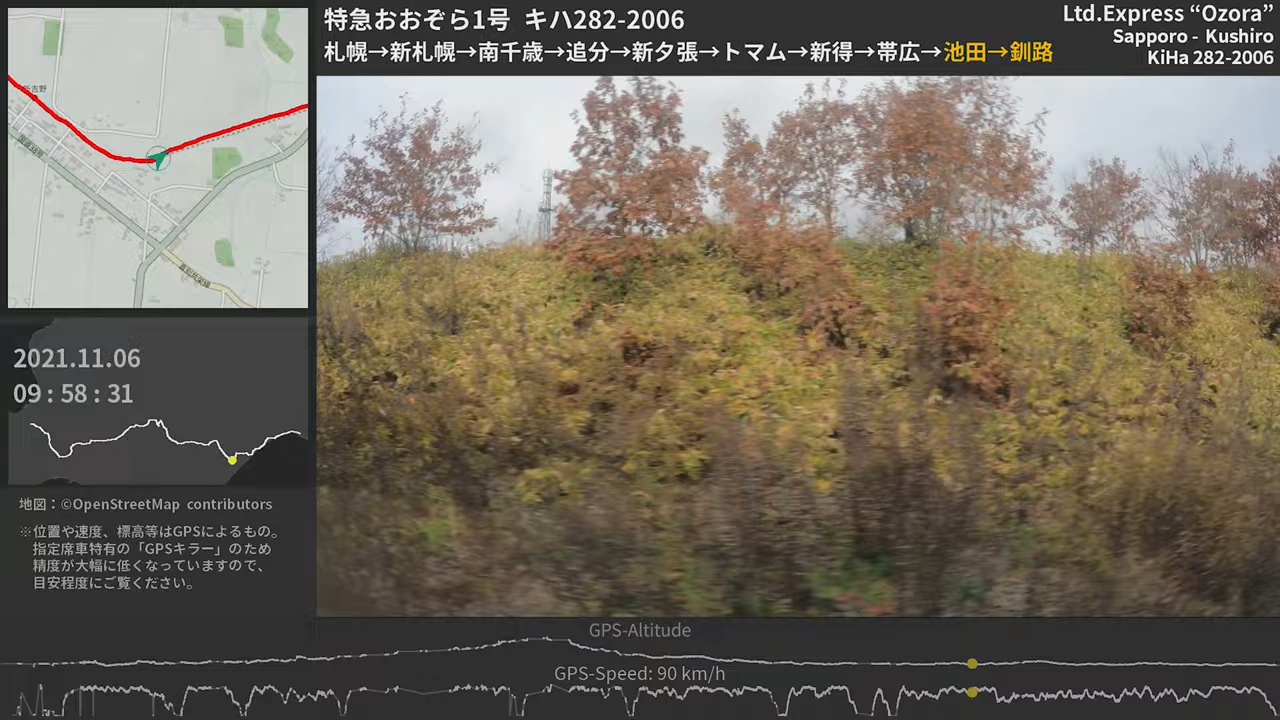 特急おおぞら1号 キハ282-2006
札幌→新札幌→南千歳→追分→新夕張→トマム→新得→帯広→池田→釧路
Ltd.Express “Ozora”
Sapporo - Kushiro
KiHa 282-2006
新吉野
2021.11.06
09 : 58 : 31
地図：©OpenStreetMap contributors
※位置や速度、標高等はGPSによるもの。
指定席車特有の「GPSキラー」のため
精度が大幅に低くなっていますので、
目安程度にご覧ください。
GPS-Altitude
GPS-Speed: 90 km/h